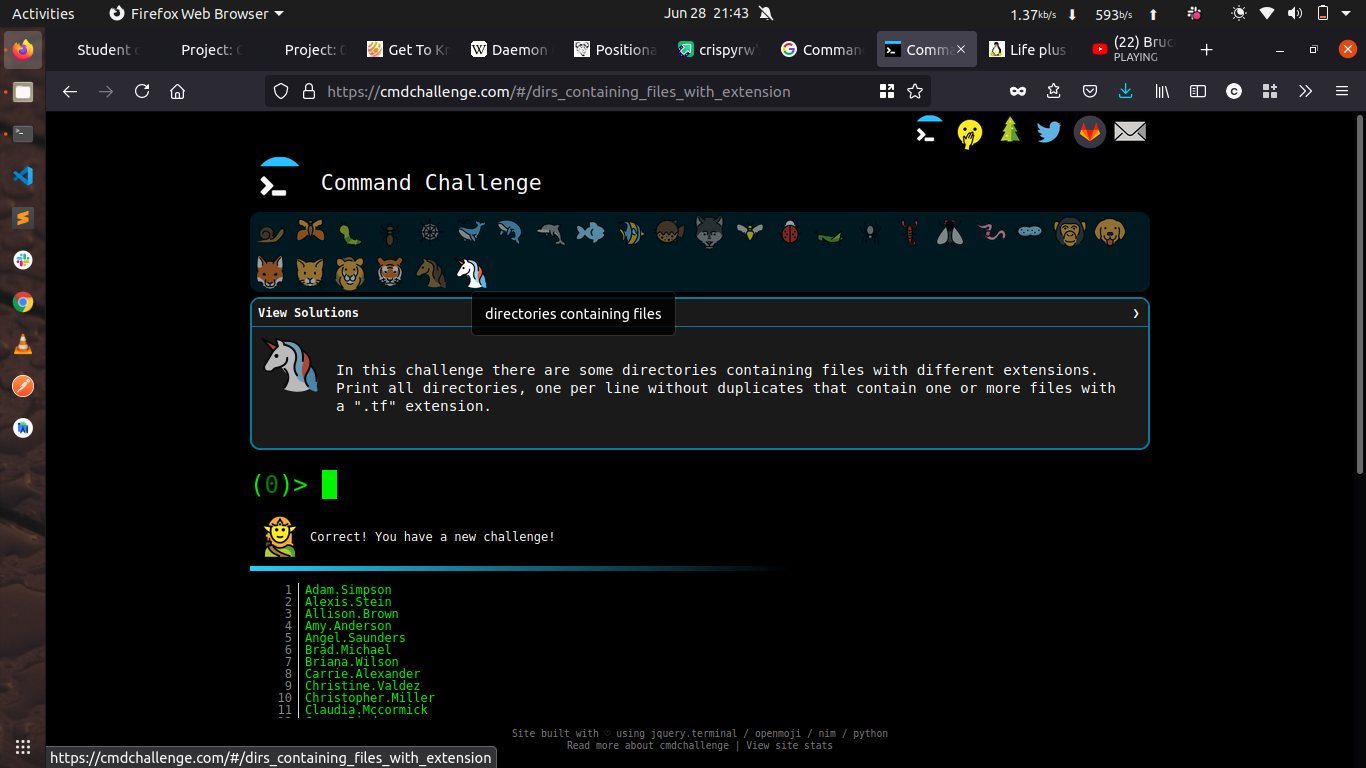 Activities
Firefox Web Browser
Jun 28 21:43
1.37kb/s
593b/s
Student
Project:
Project:
Get To Kr
Daemon
Positiona
crispyrw
Comman
Comma
Life plus
(22) Bruc
PLAYING
https://cmdchallenge.com/#/dirs_containing_files_with_extension
Command Challenge
View Solutions
directories containing files
In this challenge there are some directories containing files with different extensions.
Print all directories, one per line without duplicates that contain one or more files with
a ".tf" extension.
(0)>
Correct! You have a new challenge!
1 Adam.Simpson
2 Alexis.Stein
3 Allison.Brown
4 Amy.Anderson
5 Angel.Saunders
6 Brad.Michael
7 Briana.Wilson
8 Carrie.Alexander
9 Christine.Valdez
10 Christopher.Miller
11 Claudia.Mccormick
Site built with ♡ using jquery.terminal / openmoji / nim / python
Read more about cmdchallenge | View site stats
https://cmdchallenge.com/#/dirs_containing_files_with_extension